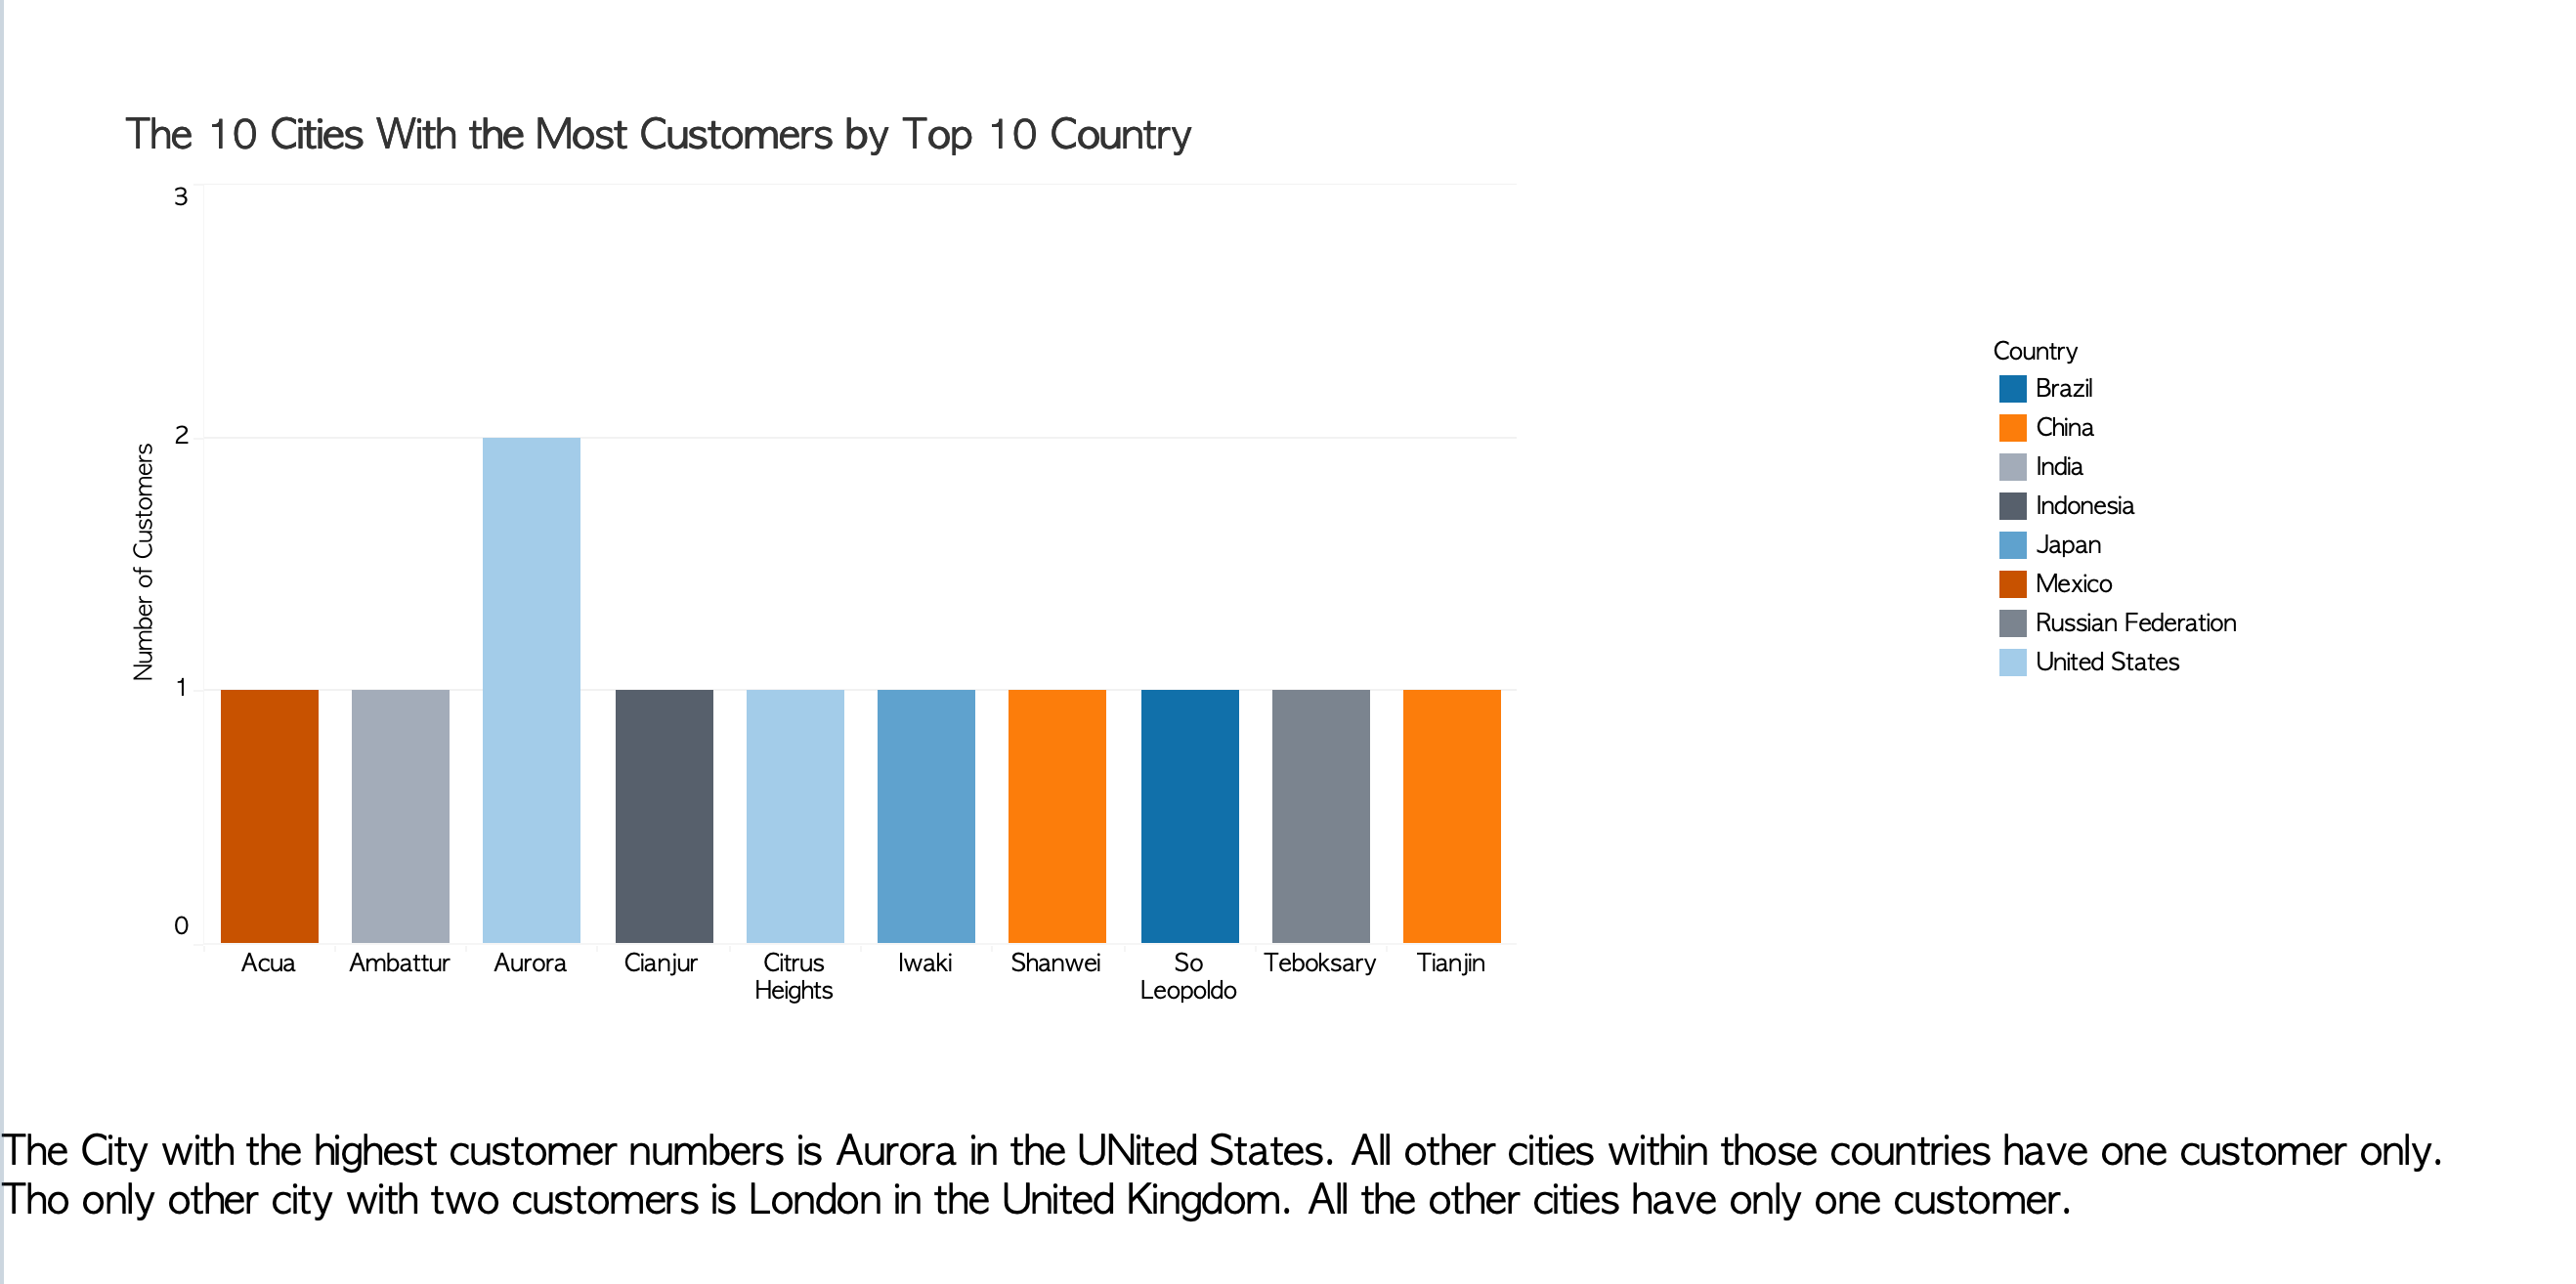 The 10 Cities With the Most Customers by Top 10 Country
3
2
1
0
Number of Customers
Acua
Ambattur
Aurora
Cianjur
Citrus
Heights
Iwaki
Shanwei
So
Leopoldo
Teboksary
Tianjin
Country
Brazil
China
India
Indonesia
Japan
Mexico
Russian Federation
United States
The City with the highest customer numbers is Aurora in the UNited States. All other cities within those countries have one customer only.
Tho only other city with two customers is London in the United Kingdom. All the other cities have only one customer.